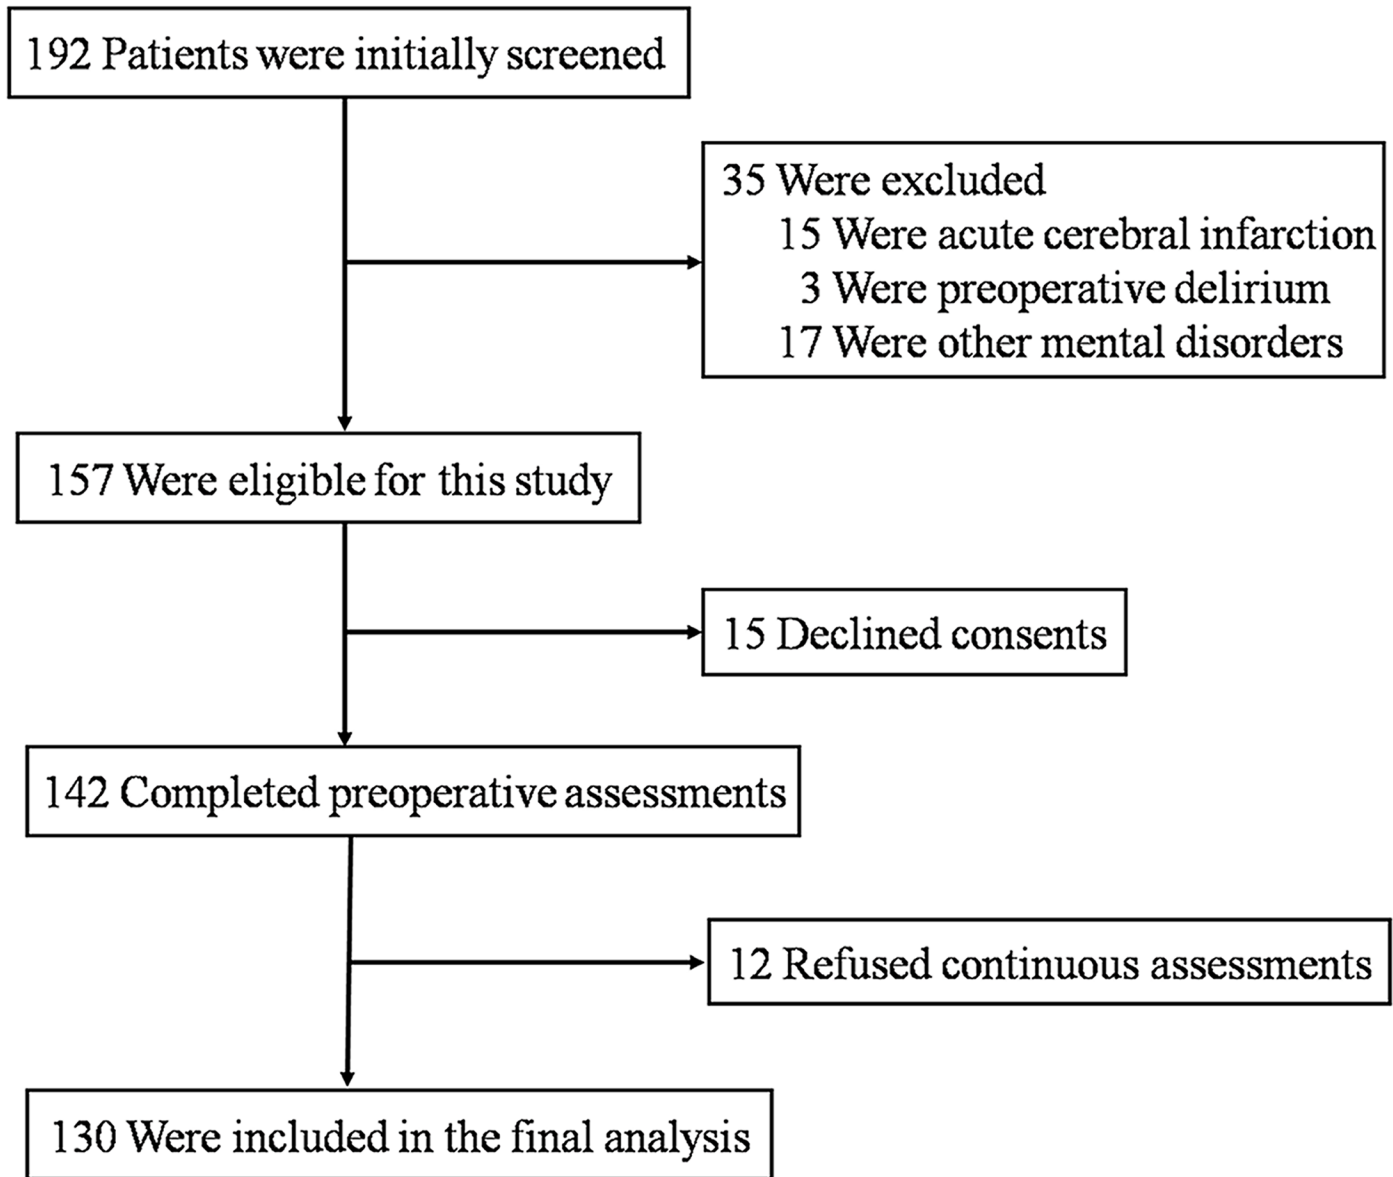 192 Patients were initially screened
35 Were excluded
15 Were acute cerebral infarction
3 Were preoperative delirium
17 Were other mental disorders
157 Were eligible for this study
15 Declined consents
142 Completed preoperative assessments
12 Refused continuous assessments
130 Were included in the final analysis